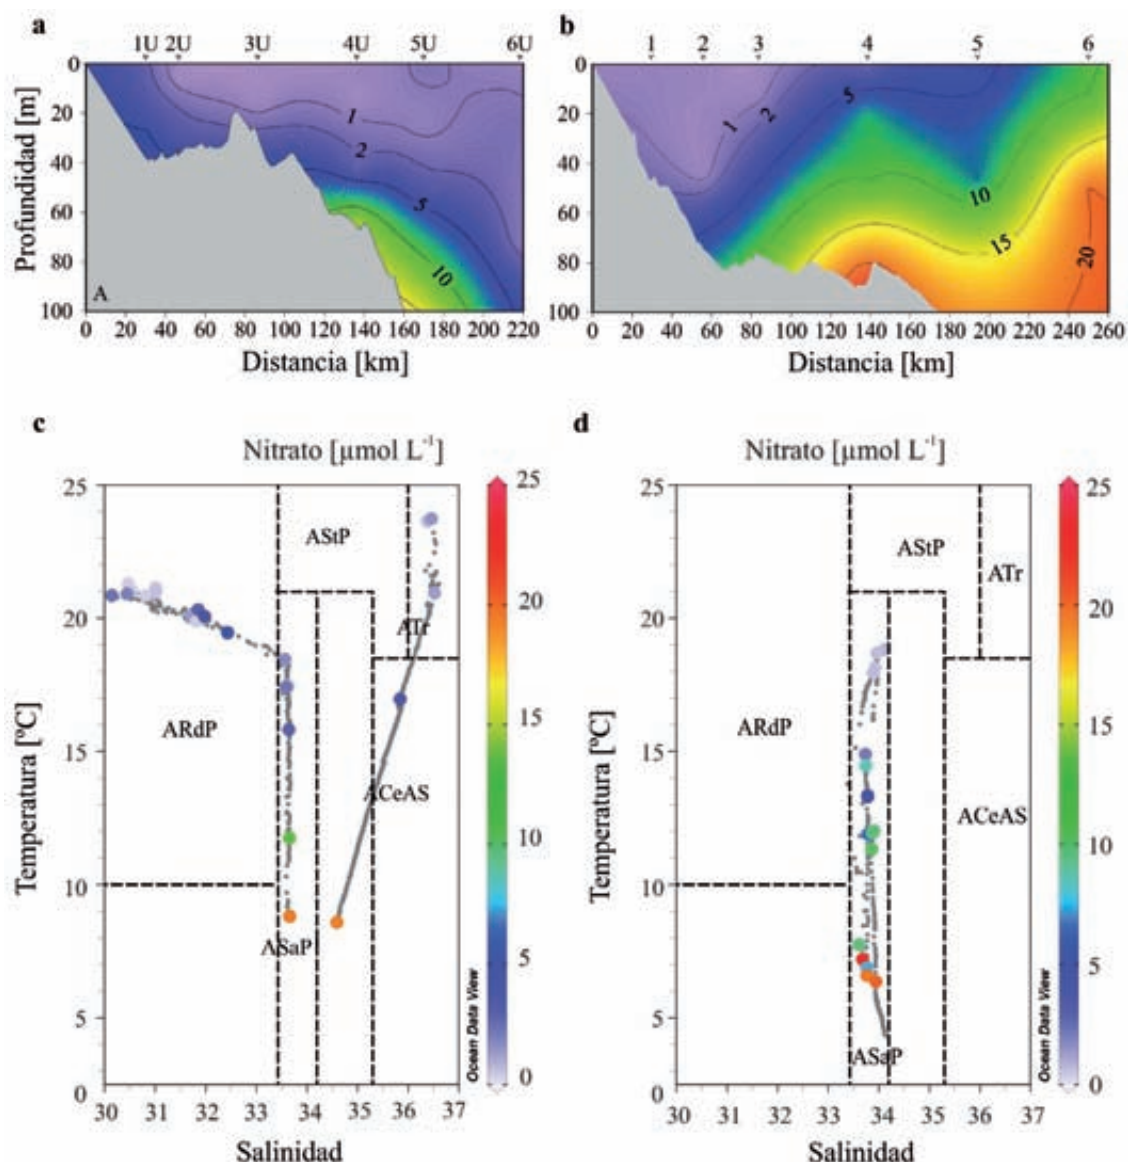 a
1U 2U 3U 4U 5U 6U
Profundidad [m]
0
20
40
60
80
100
1
2
5
10
A
0 20 40 60 80 100 120 140 160 180 200 220
Distancia [km]
b
1 2 3 4 5 6
0
20
40
60
80
100
1
2
5
10
15
20
0 20 40 60 80 100 120 140 160 180 200 220 240 260
Distancia [km]
c
Nitrato [µmol L⁻¹]
Temperatura [ºC]
25
20
15
10
5
0
AStP
ATr
ARdP
ACeAS
ASaP
30 31 32 33 34 35 36 37
Salinidad
25
20
15
10
5
0
Ocean Data View
d
Nitrato [µmol L⁻¹]
Temperatura [ºC]
25
20
15
10
5
0
AStP
ATr
ARdP
ACeAS
ASaP
30 31 32 33 34 35 36 37
Salinidad
25
20
15
10
5
0
Ocean Data View